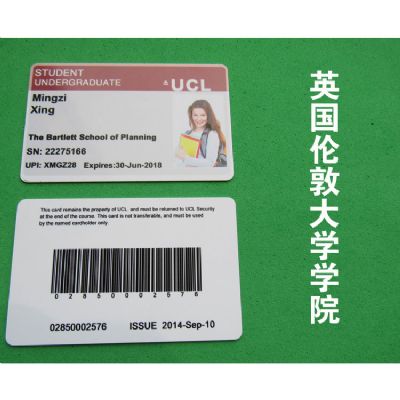 STUDENT
UNDERGRADUATE
UCL
Mingzi
Xing
The Bartlett School of Planning
SN: 22275166
UPI: XMGZ28 Expires:30-Jun-2018
This card remains the property of UCL and must be returned to UCL Security
at the end of the course. This card is not transferable, and must be used
by the named cardholder only.
02850002576
02850002576 ISSUE 2014-Sep-10
英国伦敦大学学院